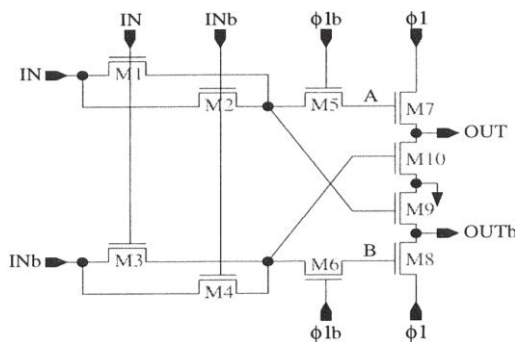 IN INb ϕ1b ϕ1
IN M1
M2 M5 A M7
OUT
M10
M9
OUTb
INb M3 M6 B M8
M4
ϕ1b ϕ1